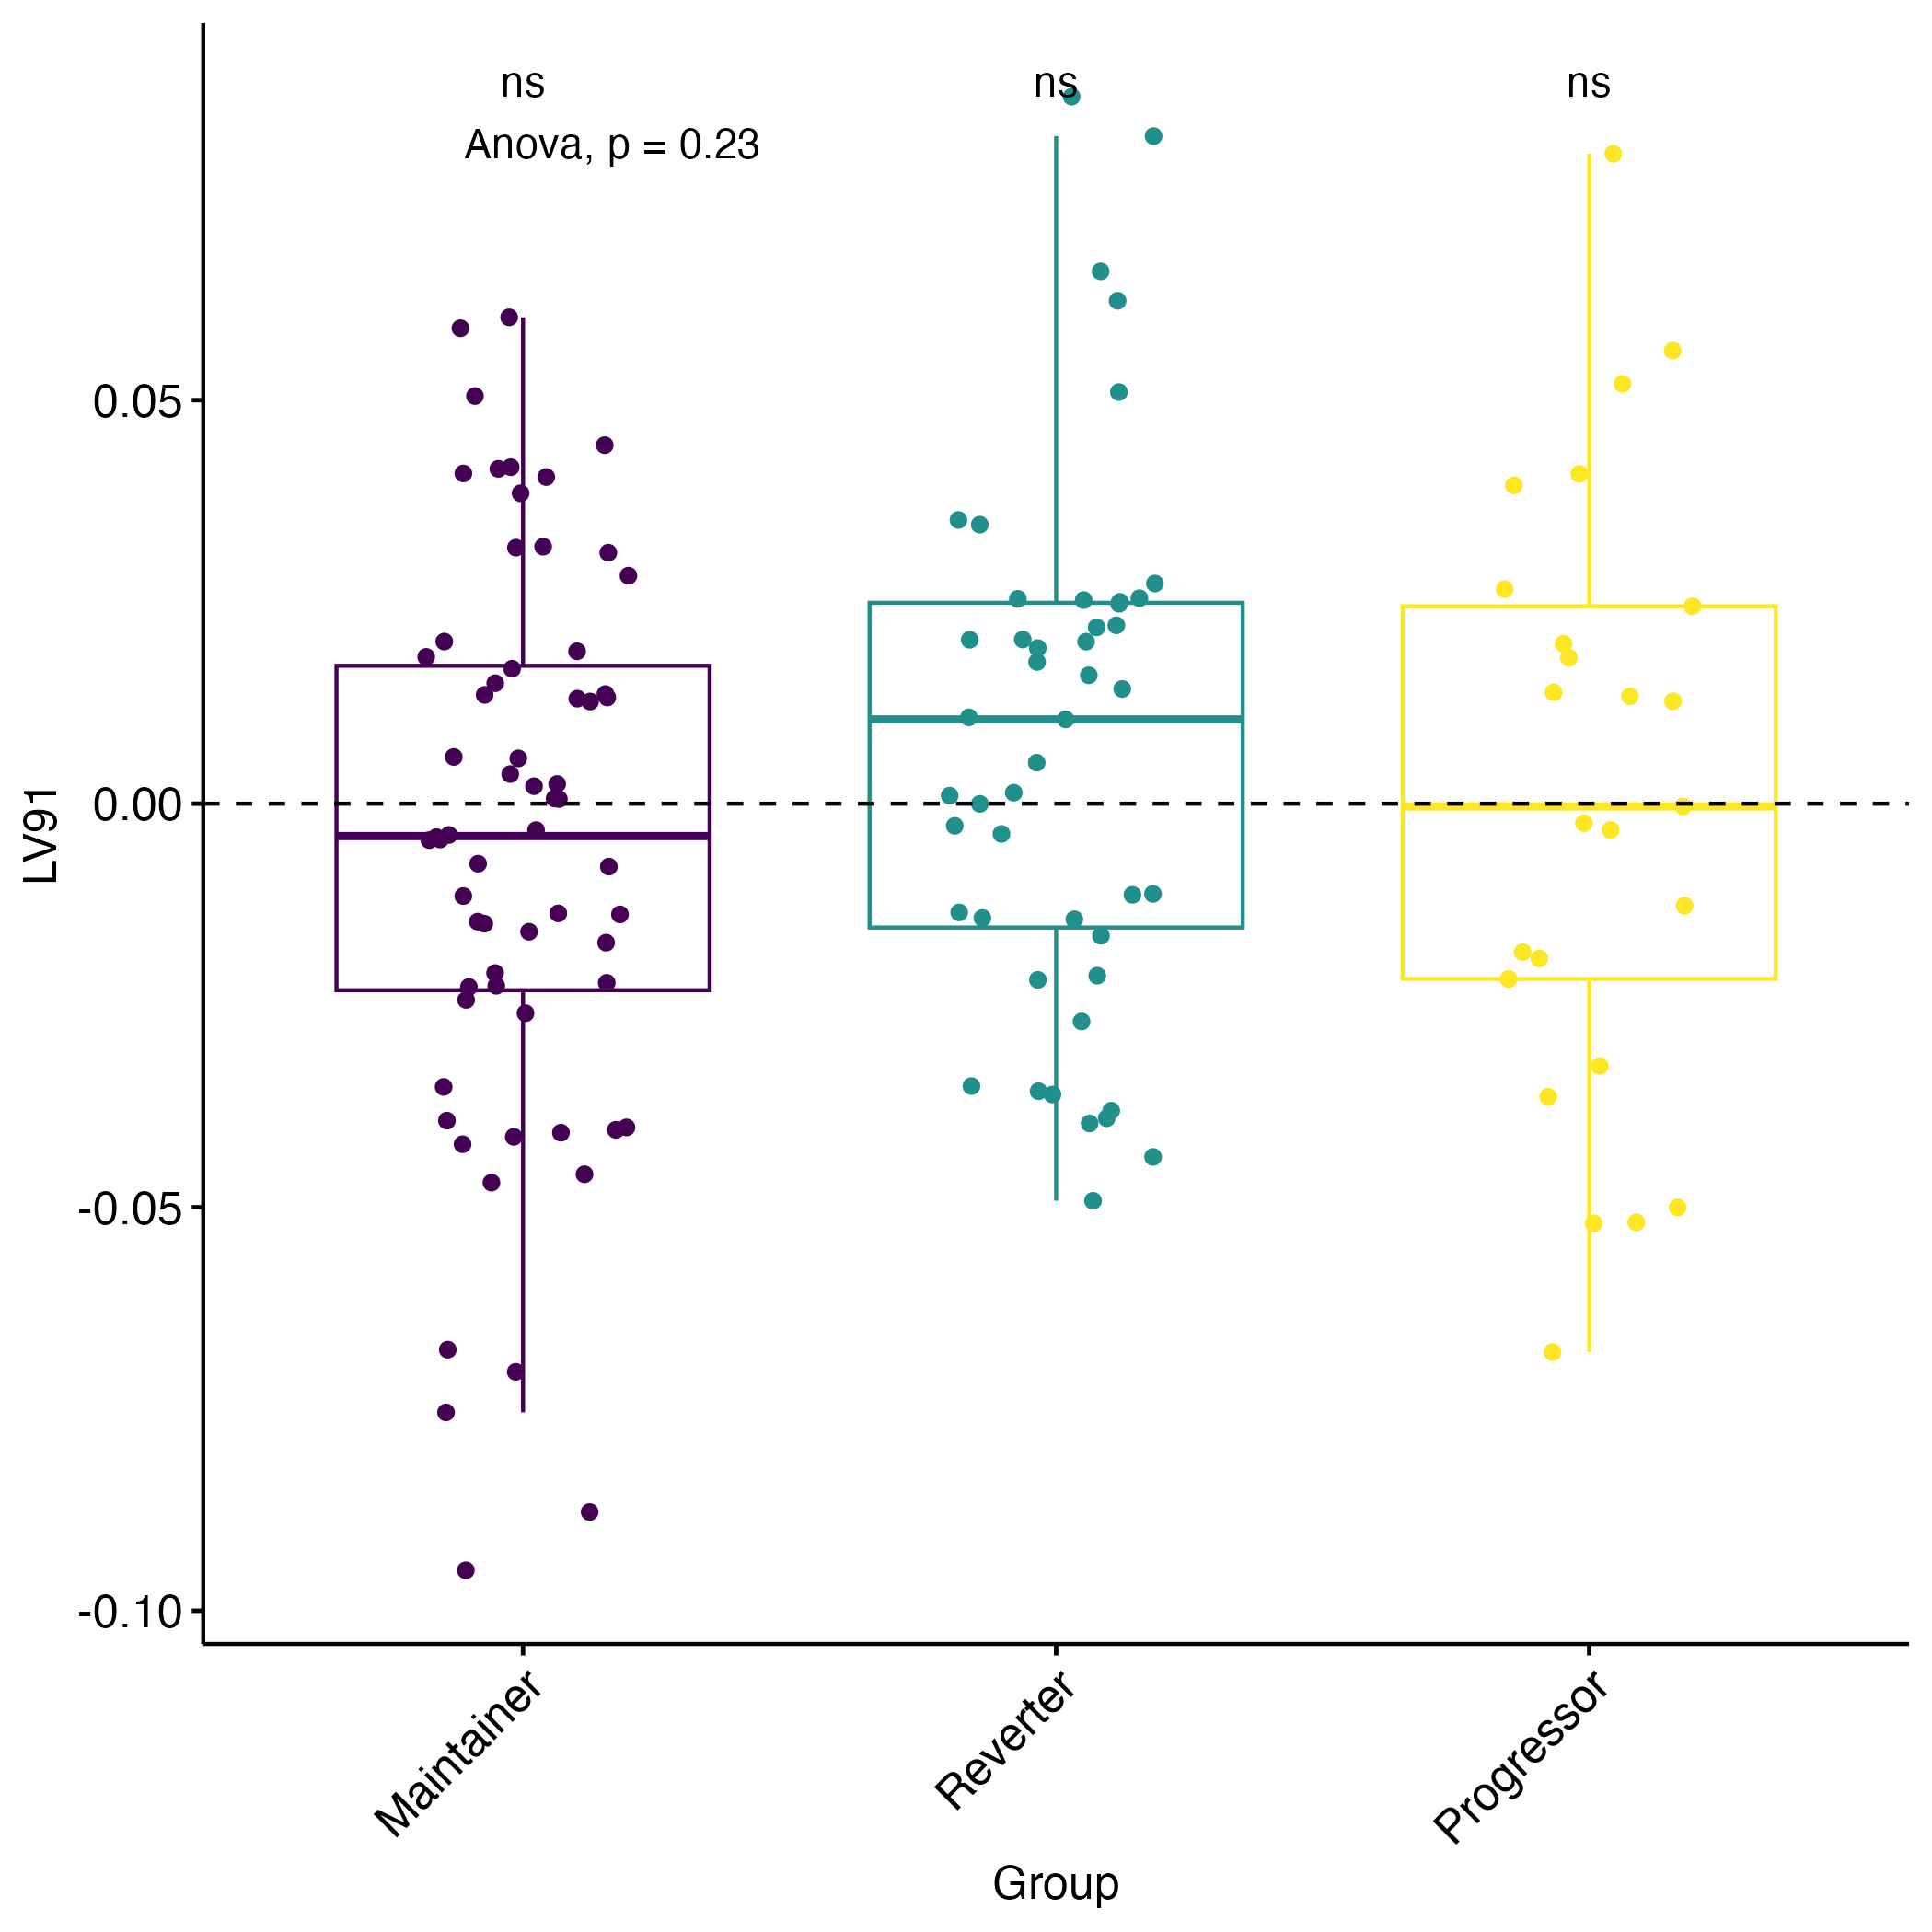 ns ns ns
Anova, p = 0.23
LV91
0.05
0.00
-0.05
-0.10
Maintainer
Reverter
Progressor
Group